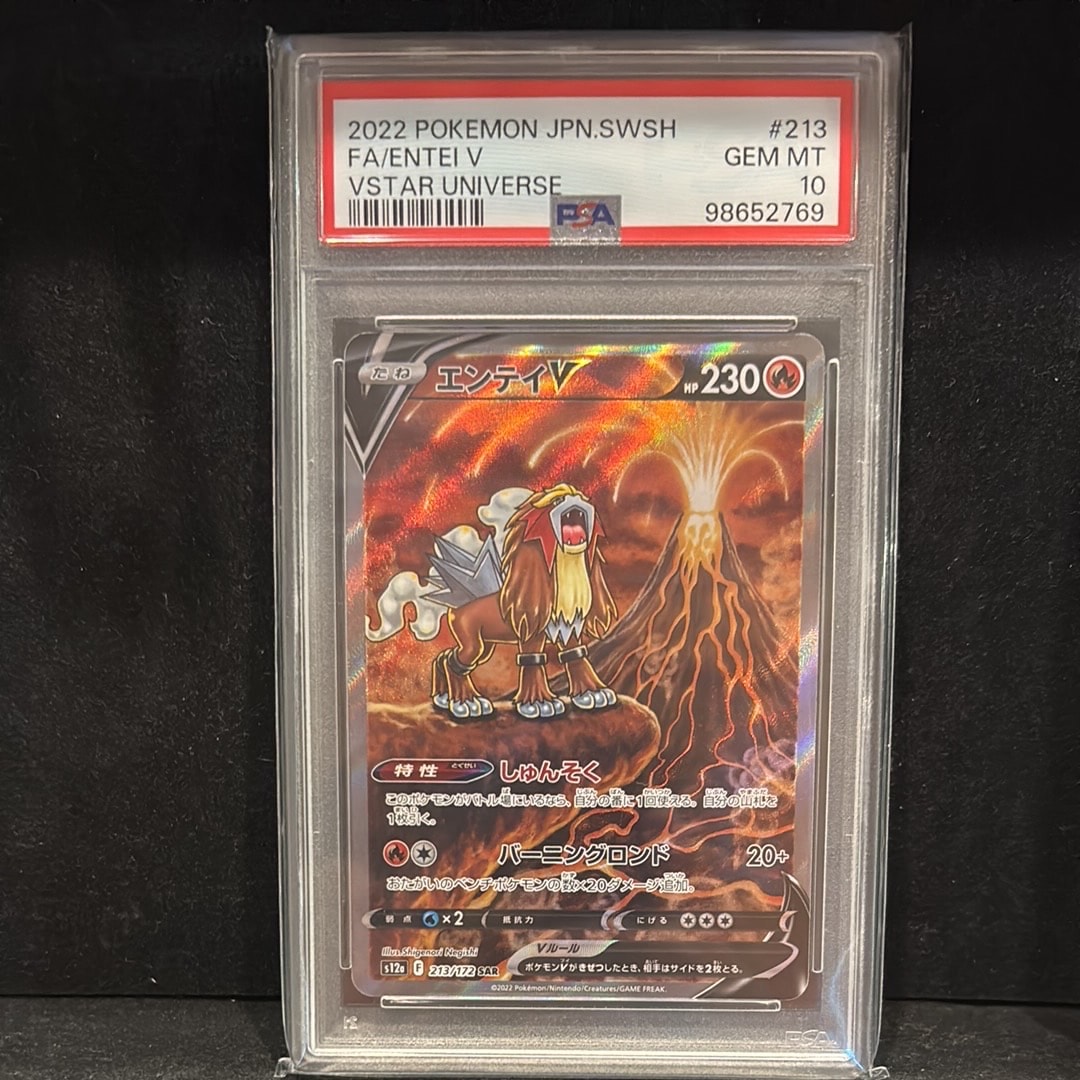 2022 POKEMON JPN.SWSH #213
FA/ENTEI V GEM MT
VSTAR UNIVERSE 10
PSA
98652769
たね エンテイV HP 230
特性 とくせい しゅんそく
このポケモンがバトル場にいるなら、自分の番に1回使える。自分の山札を
1枚引く。
バーニングロンド 20+
おたがいのベンチポケモンの数×20ダメージ追加。
弱点 ×2 抵抗力 にげる
Illus. Shigenori Negishi
Vルール
s12a F 213/172 SAR
ポケモンVがきぜつしたとき、相手はサイドを2枚とる。
©2022 Pokémon/Nintendo/Creatures/GAME FREAK.
PSA